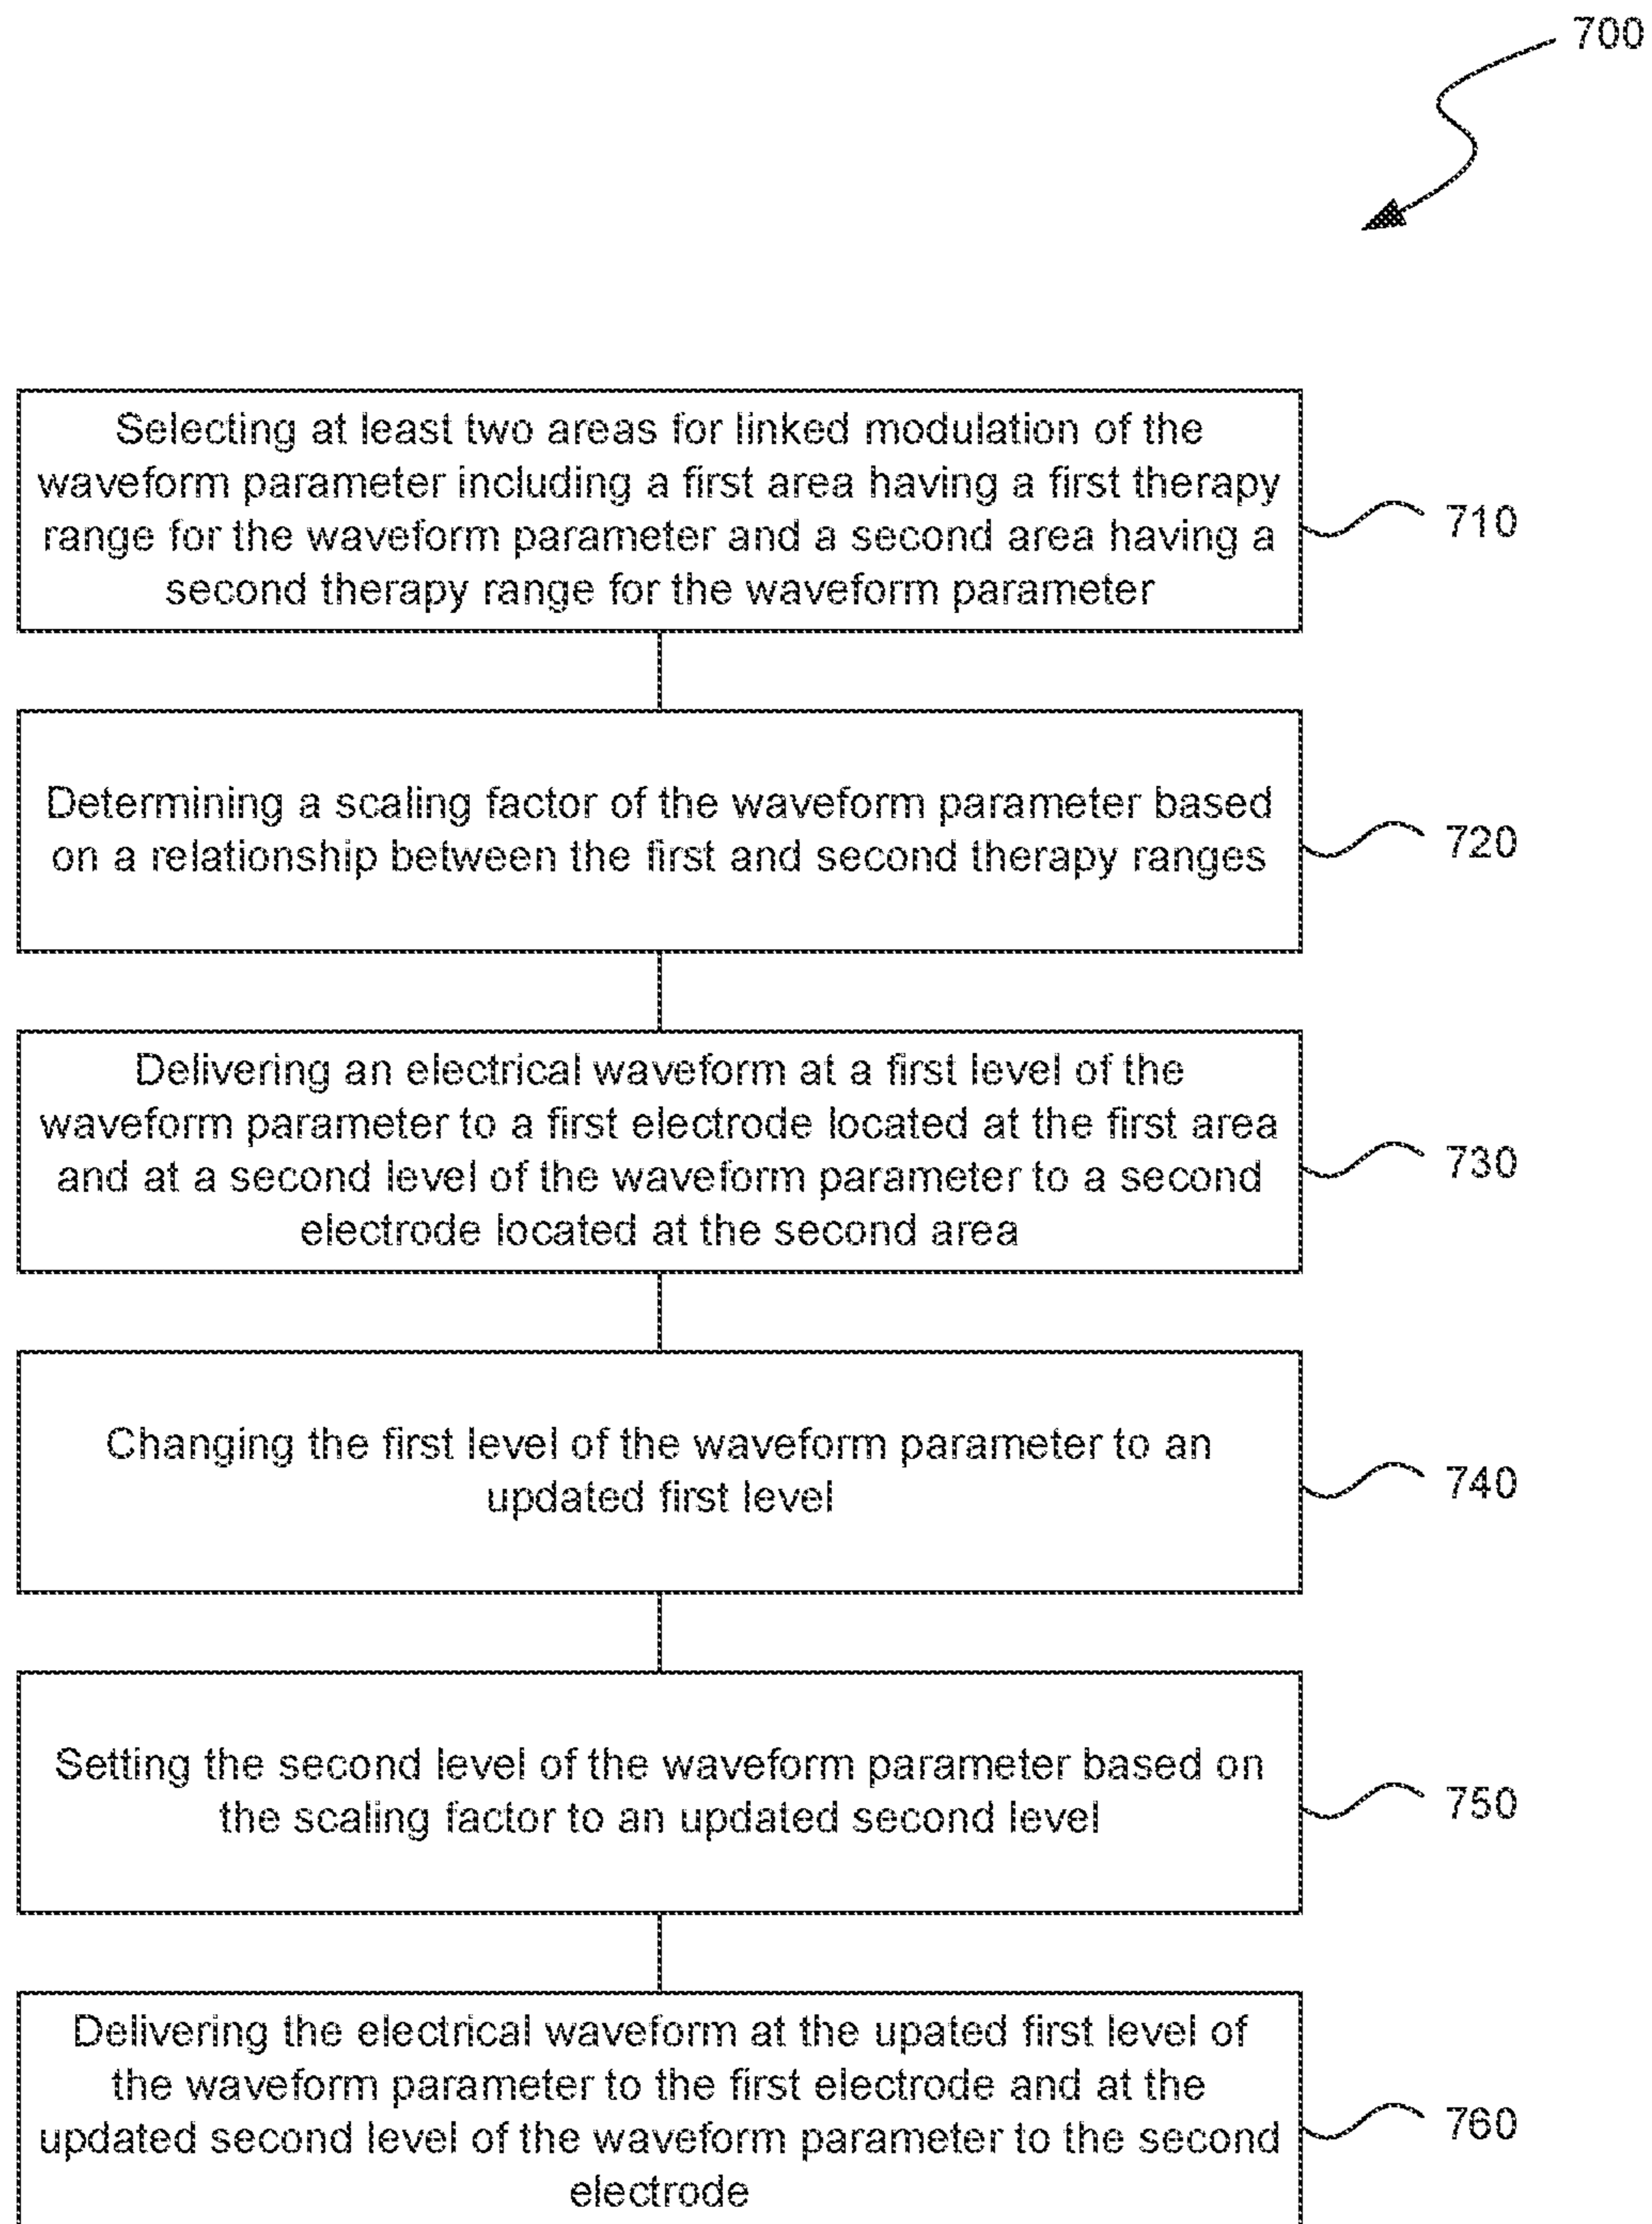 700
Selecting at least two areas for linked modulation of the
waveform parameter including a first area having a first therapy
range for the waveform parameter and a second area having a
second therapy range for the waveform parameter
710
Determining a scaling factor of the waveform parameter based
on a relationship between the first and second therapy ranges
720
Delivering an electrical waveform at a first level of the
waveform parameter to a first electrode located at the first area
and at a second level of the waveform parameter to a second
electrode located at the second area
730
Changing the first level of the waveform parameter to an
updated first level
740
Setting the second level of the waveform parameter based on
the scaling factor to an updated second level
750
Delivering the electrical waveform at the upated first level of
the waveform parameter to the first electrode and at the
updated second level of the waveform parameter to the second
electrode
760